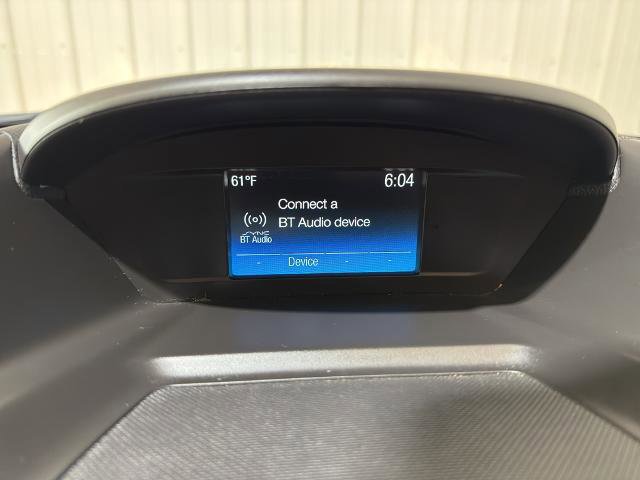 61°F 6:04
Connect a
BT Audio device
SYNC
BT Audio
- Device - -